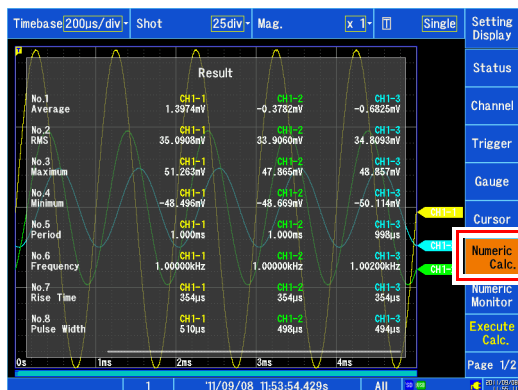 Timebase 200µs/div Shot 25div Mag. x 1 T Single Setting Display
T
Result
Status
No.1 CH1-1 CH1-2 CH1-3
Average 1.3974mV -0.3782mV -0.6825mV
Channel
No.2 CH1-1 CH1-2 CH1-3
RMS 35.0908mV 33.9060mV 34.8093mV
Trigger
No.3 CH1-1 CH1-2 CH1-3
Maximum 51.263mV 47.865mV 48.857mV
Gauge
No.4 CH1-1 CH1-2 CH1-3
Minimum -48.496mV -48.669mV -50.114mV
CH1-1
Cursor
No.5 CH1-1 CH1-2 CH1-3
Period 1.000ms 1.000ms 998µs
Numeric Calc.
No.6 CH1-1 CH1-2 CH1-3
Frequency 1.00000kHz 1.00000kHz 1.00200kHz
Numeric Monitor
No.7 CH1-1 CH1-2 CH1-3
Rise Time 354µs 354µs 354µs
No.8 CH1-1 CH1-2 CH1-3
Pulse Width 510µs 498µs 494µs
Execute Calc.
0s 1ms 2ms 3ms 4ms
Page 1/2
1 '11/09/08 11:53:54.429s All